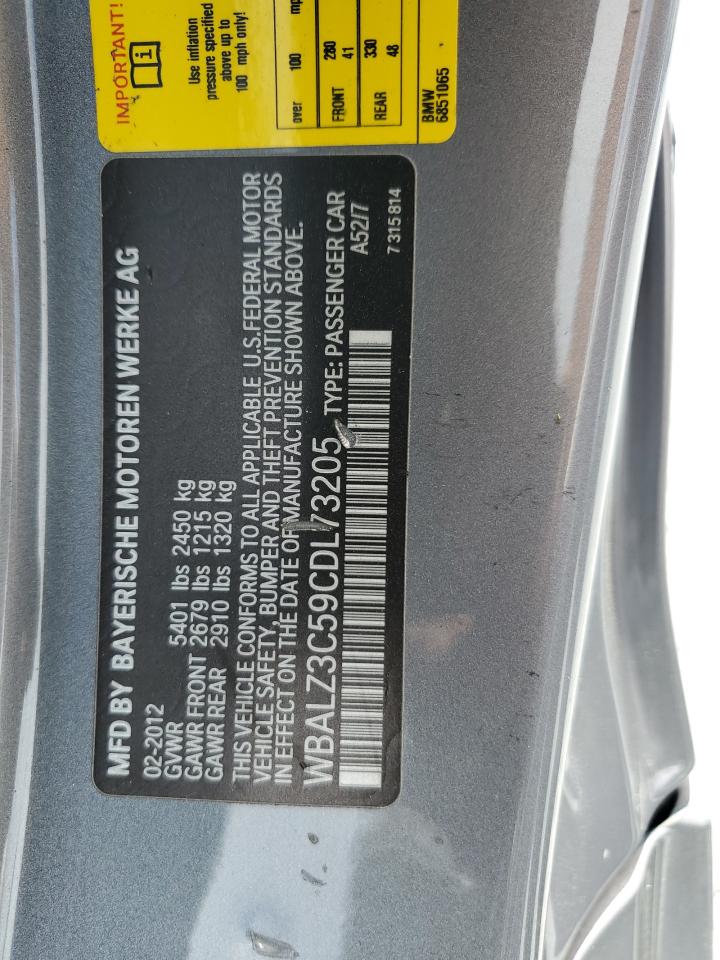 MFD BY BAYERISCHE MOTOREN WERKE AG
02-2012
GVWR 5401 lbs 2450 kg
GAWR FRONT 2679 lbs 1215 kg
GAWR REAR 2910 lbs 1320 kg
THIS VEHICLE CONFORMS TO ALL APPLICABLE U.S.FEDERAL MOTOR
VEHICLE SAFETY, BUMPER AND THEFT PREVENTION STANDARDS
IN EFFECT ON THE DATE OF MANUFACTURE SHOWN ABOVE.
WBALZ3C59CDL73205 TYPE: PASSENGER CAR
A52/7
7 315 814
IMPORTANT!
i
Use inflation
pressure specified
above up to
100 mph only!
over 100
FRONT 280
41
REAR 330
48
BMW
6851065